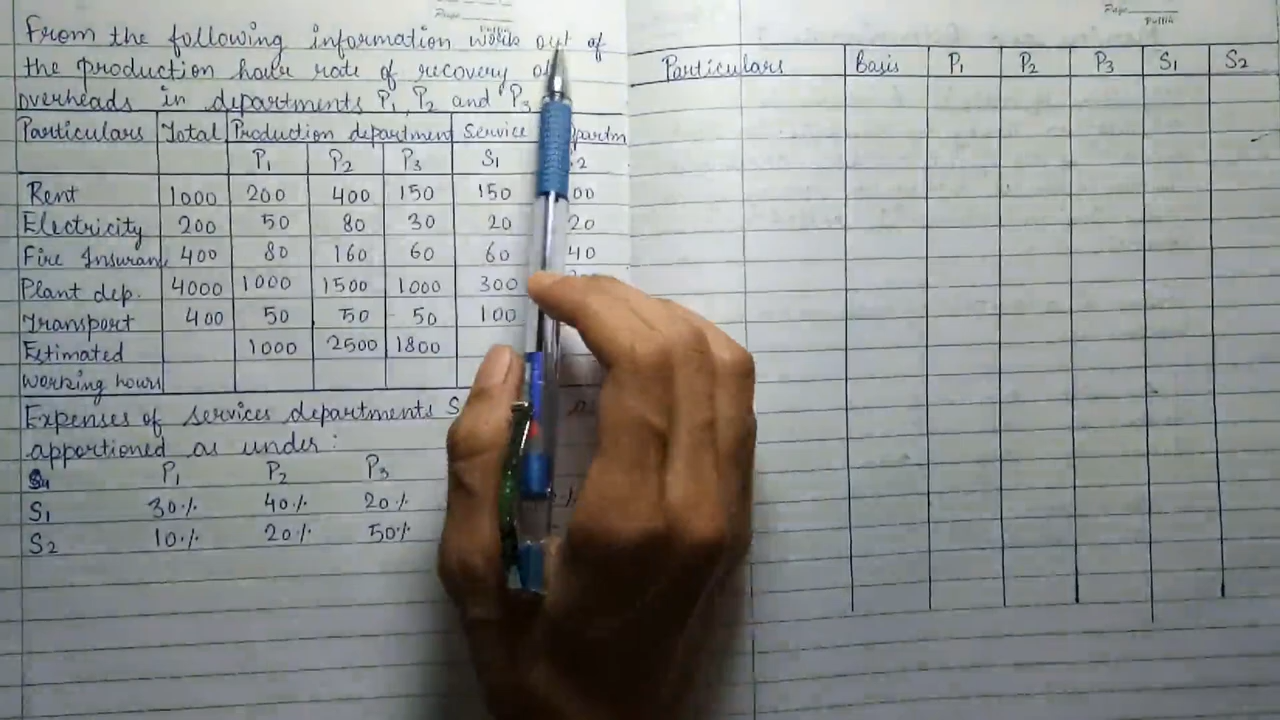 Page
From the following information work out of
the production hour rate of recovery of
overheads in departments P1, P2 and P3
Particulars Total Production department Service
P1 P2 P3 S1
Rent 1000 200 400 150 150
Electricity 200 50 80 30 20 20
Fire Insuran 400 80 160 60 60 40
Plant dep. 4000 1000 1500 1000 300
Transport 400 50 50 50 100
Estimated 1000 2500 1800
working hours
Expenses of services departments S
apportioned as under :
P1 P2 P3
S1 30% 40% 20%
S2 10% 20% 50%
Page
Particulars Basis P1 P2 P3 S1 S2